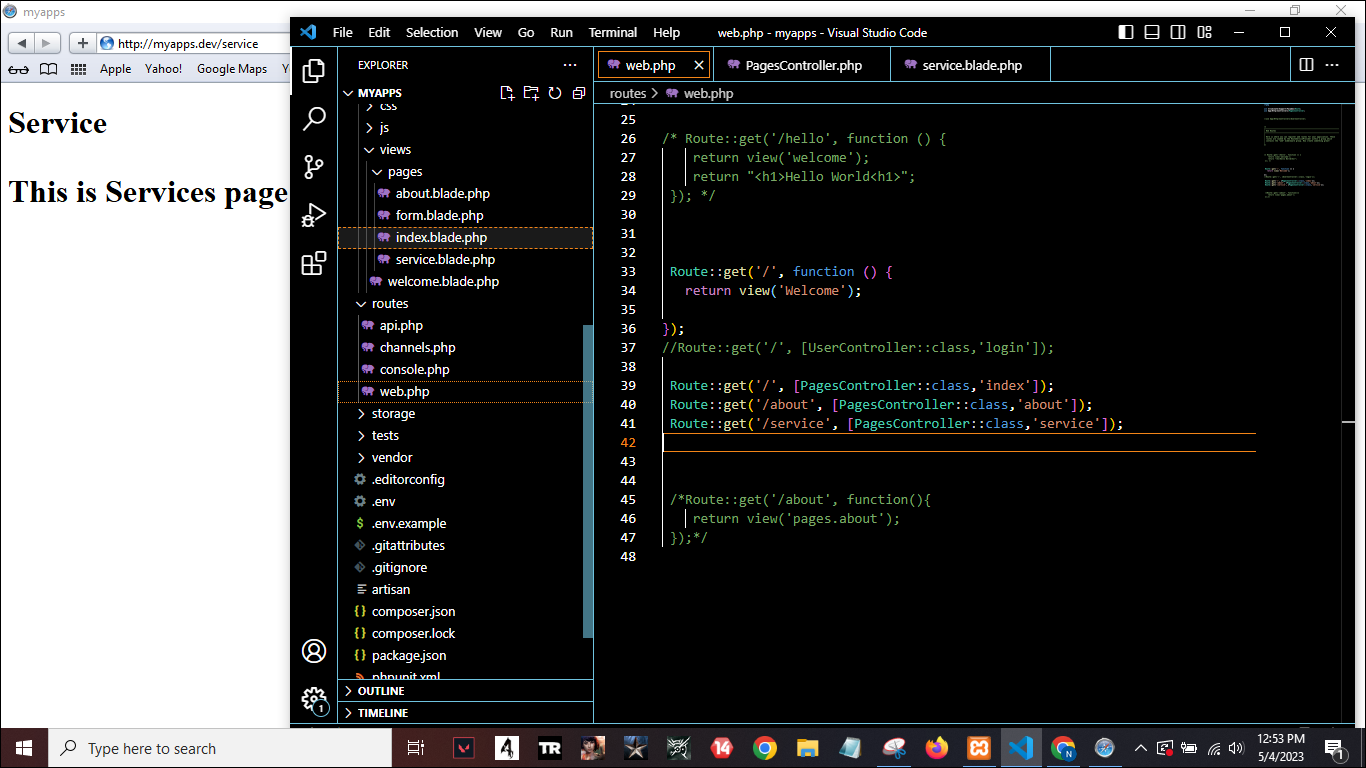 myapps
http://myapps.dev/service
Apple Yahoo! Google Maps Y
Service
This is Services page
File Edit Selection View Go Run Terminal Help
web.php - myapps - Visual Studio Code
EXPLORER
MYAPPS
css
js
views
pages
about.blade.php
form.blade.php
index.blade.php
service.blade.php
welcome.blade.php
routes
api.php
channels.php
console.php
web.php
storage
tests
vendor
.editorconfig
.env
$ .env.example
.gitattributes
.gitignore
artisan
{} composer.json
{} composer.lock
{} package.json
phpunit.xml
OUTLINE
TIMELINE
1
web.php PagesController.php service.blade.php
routes > web.php
25
26 /* Route::get('/hello', function () {
27 return view('welcome');
28 return "<h1>Hello World<h1>";
29 }); */
30
31
32
33 Route::get('/', function () {
34 return view('Welcome');
35
36 });
37 //Route::get('/', [UserController::class,'login']);
38
39 Route::get('/', [PagesController::class,'index']);
40 Route::get('/about', [PagesController::class,'about']);
41 Route::get('/service', [PagesController::class,'service']);
42
43
44
45 /*Route::get('/about', function(){
46 return view('pages.about');
47 });*/
48
Type here to search
TR
14
N
12:53 PM
5/4/2023
1